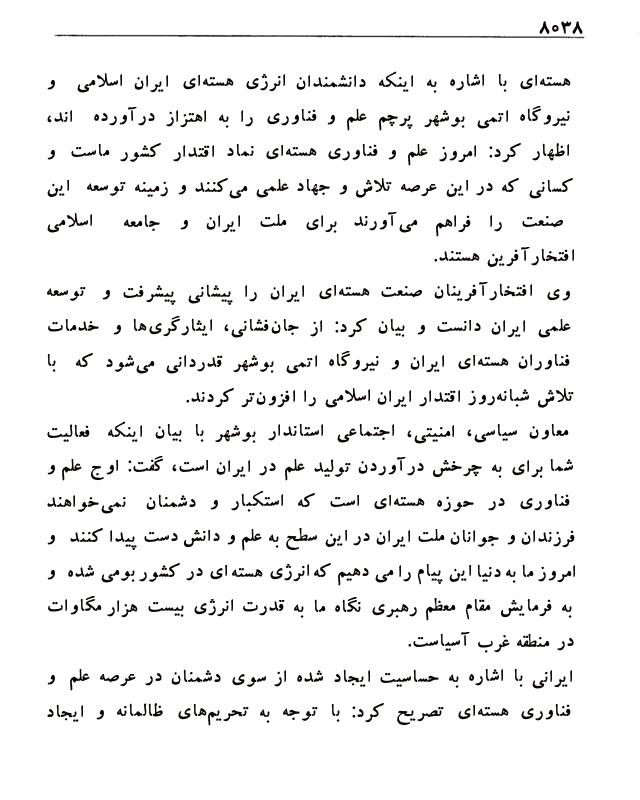 ۸۰۳۸
هسته‌ای با اشاره به اینکه دانشمندان انرژی هسته‌ای ایران اسلامی و
نیروگاه اتمی بوشهر پرچم علم و فناوری را به اهتزاز درآورده اند،
اظهار کرد: امروز علم و فناوری هسته‌ای نماد اقتدار کشور ماست و
کسانی که در این عرصه تلاش و جهاد علمی می‌کنند و زمینه توسعه این
صنعت را فراهم می‌آورند برای ملت ایران و جامعه اسلامی
افتخارآفرین هستند.
وی افتخارآفرینان صنعت هسته‌ای ایران را پیشانی پیشرفت و توسعه
علمی ایران دانست و بیان کرد: از جان‌فشانی، ایثارگری‌ها و خدمات
فناوران هسته‌ای ایران و نیروگاه اتمی بوشهر قدردانی می‌شود که با
تلاش شبانه‌روز اقتدار ایران اسلامی را افزون‌تر کردند.
معاون سیاسی، امنیتی، اجتماعی استاندار بوشهر با بیان اینکه فعالیت
شما برای به چرخش درآوردن تولید علم در ایران است، گفت: اوج علم و
فناوری در حوزه هسته‌ای است که استکبار و دشمنان نمی‌خواهند
فرزندان و جوانان ملت ایران در این سطح به علم و دانش دست پیدا کنند و
امروز ما به دنیا این پیام را می دهیم که انرژی هسته ای در کشور بومی شده و
به فرمایش مقام معظم رهبری نگاه ما به قدرت انرژی بیست هزار مگاوات
در منطقه غرب آسیاست.
ایرانی با اشاره به حساسیت ایجاد شده از سوی دشمنان در عرصه علم و
فناوری هسته‌ای تصریح کرد: با توجه به تحریم‌های ظالمانه و ایجاد